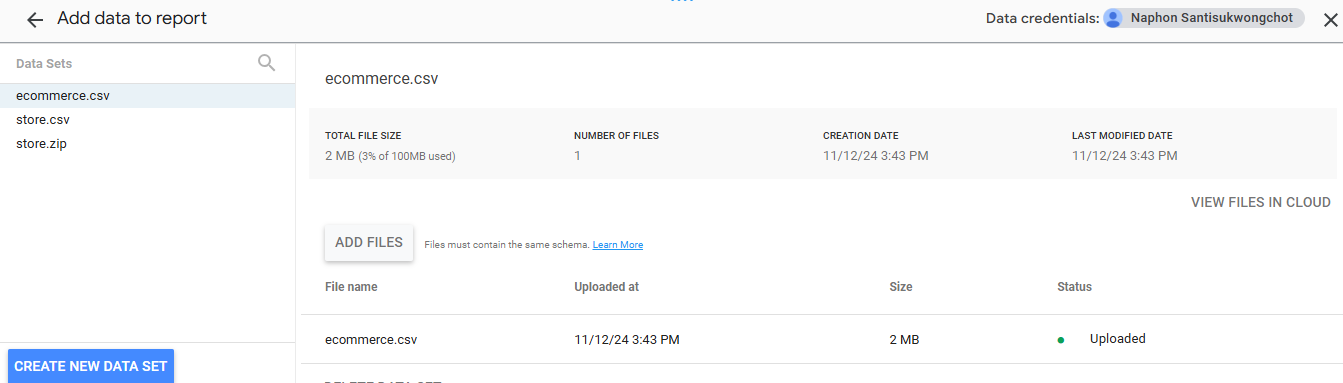 Add data to report
Data credentials: Naphon Santisukwongchot
Data Sets
ecommerce.csv
store.csv
store.zip
CREATE NEW DATA SET
ecommerce.csv
TOTAL FILE SIZE NUMBER OF FILES CREATION DATE LAST MODIFIED DATE
2 MB (3% of 100MB used) 1 11/12/24 3:43 PM 11/12/24 3:43 PM
VIEW FILES IN CLOUD
ADD FILES Files must contain the same schema. Learn More
File name Uploaded at Size Status
ecommerce.csv 11/12/24 3:43 PM 2 MB Uploaded
DELETE DATA SET